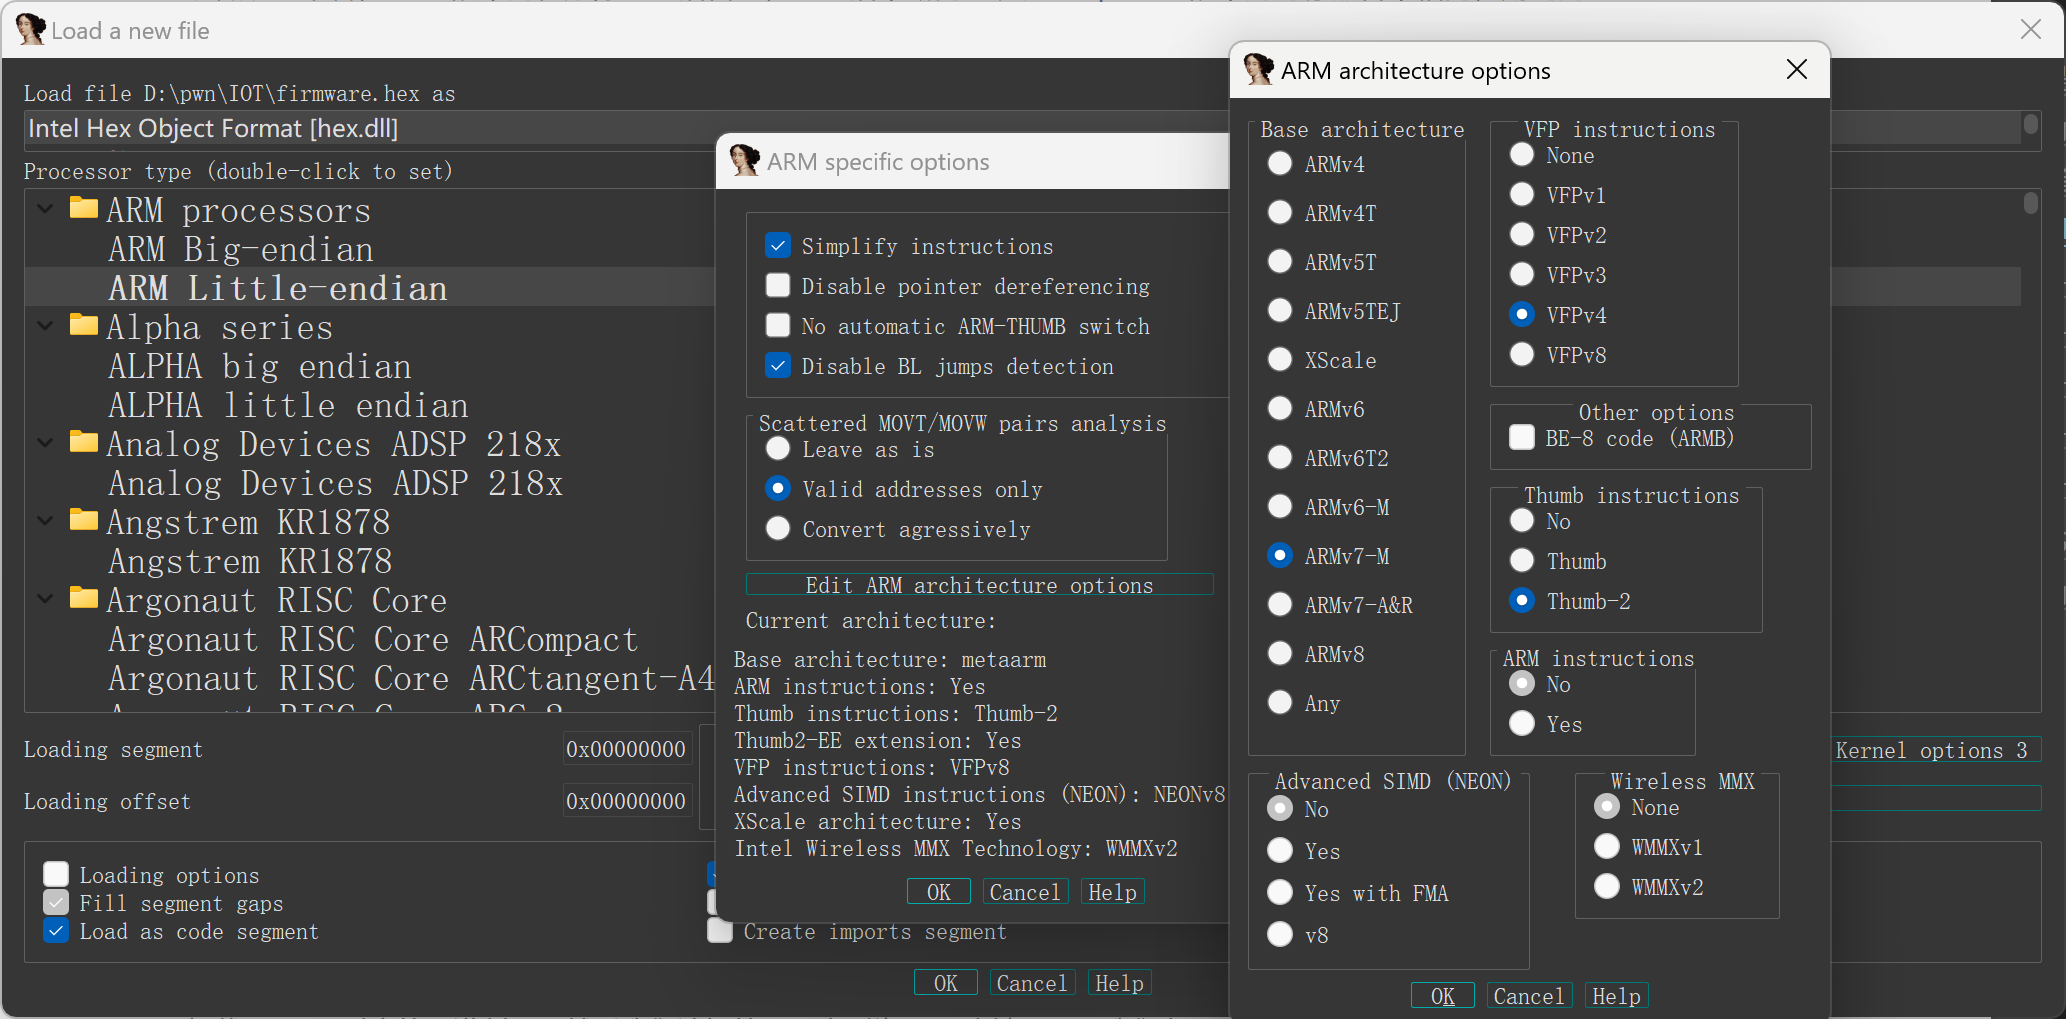 Load a new file
Load file D:\pwn\IOT\firmware.hex as
Intel Hex Object Format [hex.dll]
Processor type (double-click to set)
ARM processors
ARM Big-endian
ARM Little-endian
Alpha series
ALPHA big endian
ALPHA little endian
Analog Devices ADSP 218x
Analog Devices ADSP 218x
Angstrem KR1878
Angstrem KR1878
Argonaut RISC Core
Argonaut RISC Core ARCompact
Argonaut RISC Core ARCtangent-A4
Loading segment
0x00000000
Loading offset
0x00000000
Loading options
Fill segment gaps
Load as code segment
Create imports segment
Kernel options 3
OK
Cancel
Help
ARM specific options
Simplify instructions
Disable pointer dereferencing
No automatic ARM-THUMB switch
Disable BL jumps detection
Scattered MOVT/MOVW pairs analysis
Leave as is
Valid addresses only
Convert agressively
Edit ARM architecture options
Current architecture:
Base architecture: metaarm
ARM instructions: Yes
Thumb instructions: Thumb-2
Thumb2-EE extension: Yes
VFP instructions: VFPv8
Advanced SIMD instructions (NEON): NEONv8
XScale architecture: Yes
Intel Wireless MMX Technology: WMMXv2
OK
Cancel
Help
ARM architecture options
Base architecture
ARMv4
ARMv4T
ARMv5T
ARMv5TEJ
XScale
ARMv6
ARMv6T2
ARMv6-M
ARMv7-M
ARMv7-A&R
ARMv8
Any
VFP instructions
None
VFPv1
VFPv2
VFPv3
VFPv4
VFPv8
Other options
BE-8 code (ARMB)
Thumb instructions
No
Thumb
Thumb-2
ARM instructions
No
Yes
Advanced SIMD (NEON)
No
Yes
Yes with FMA
v8
Wireless MMX
None
WMMXv1
WMMXv2
OK
Cancel
Help